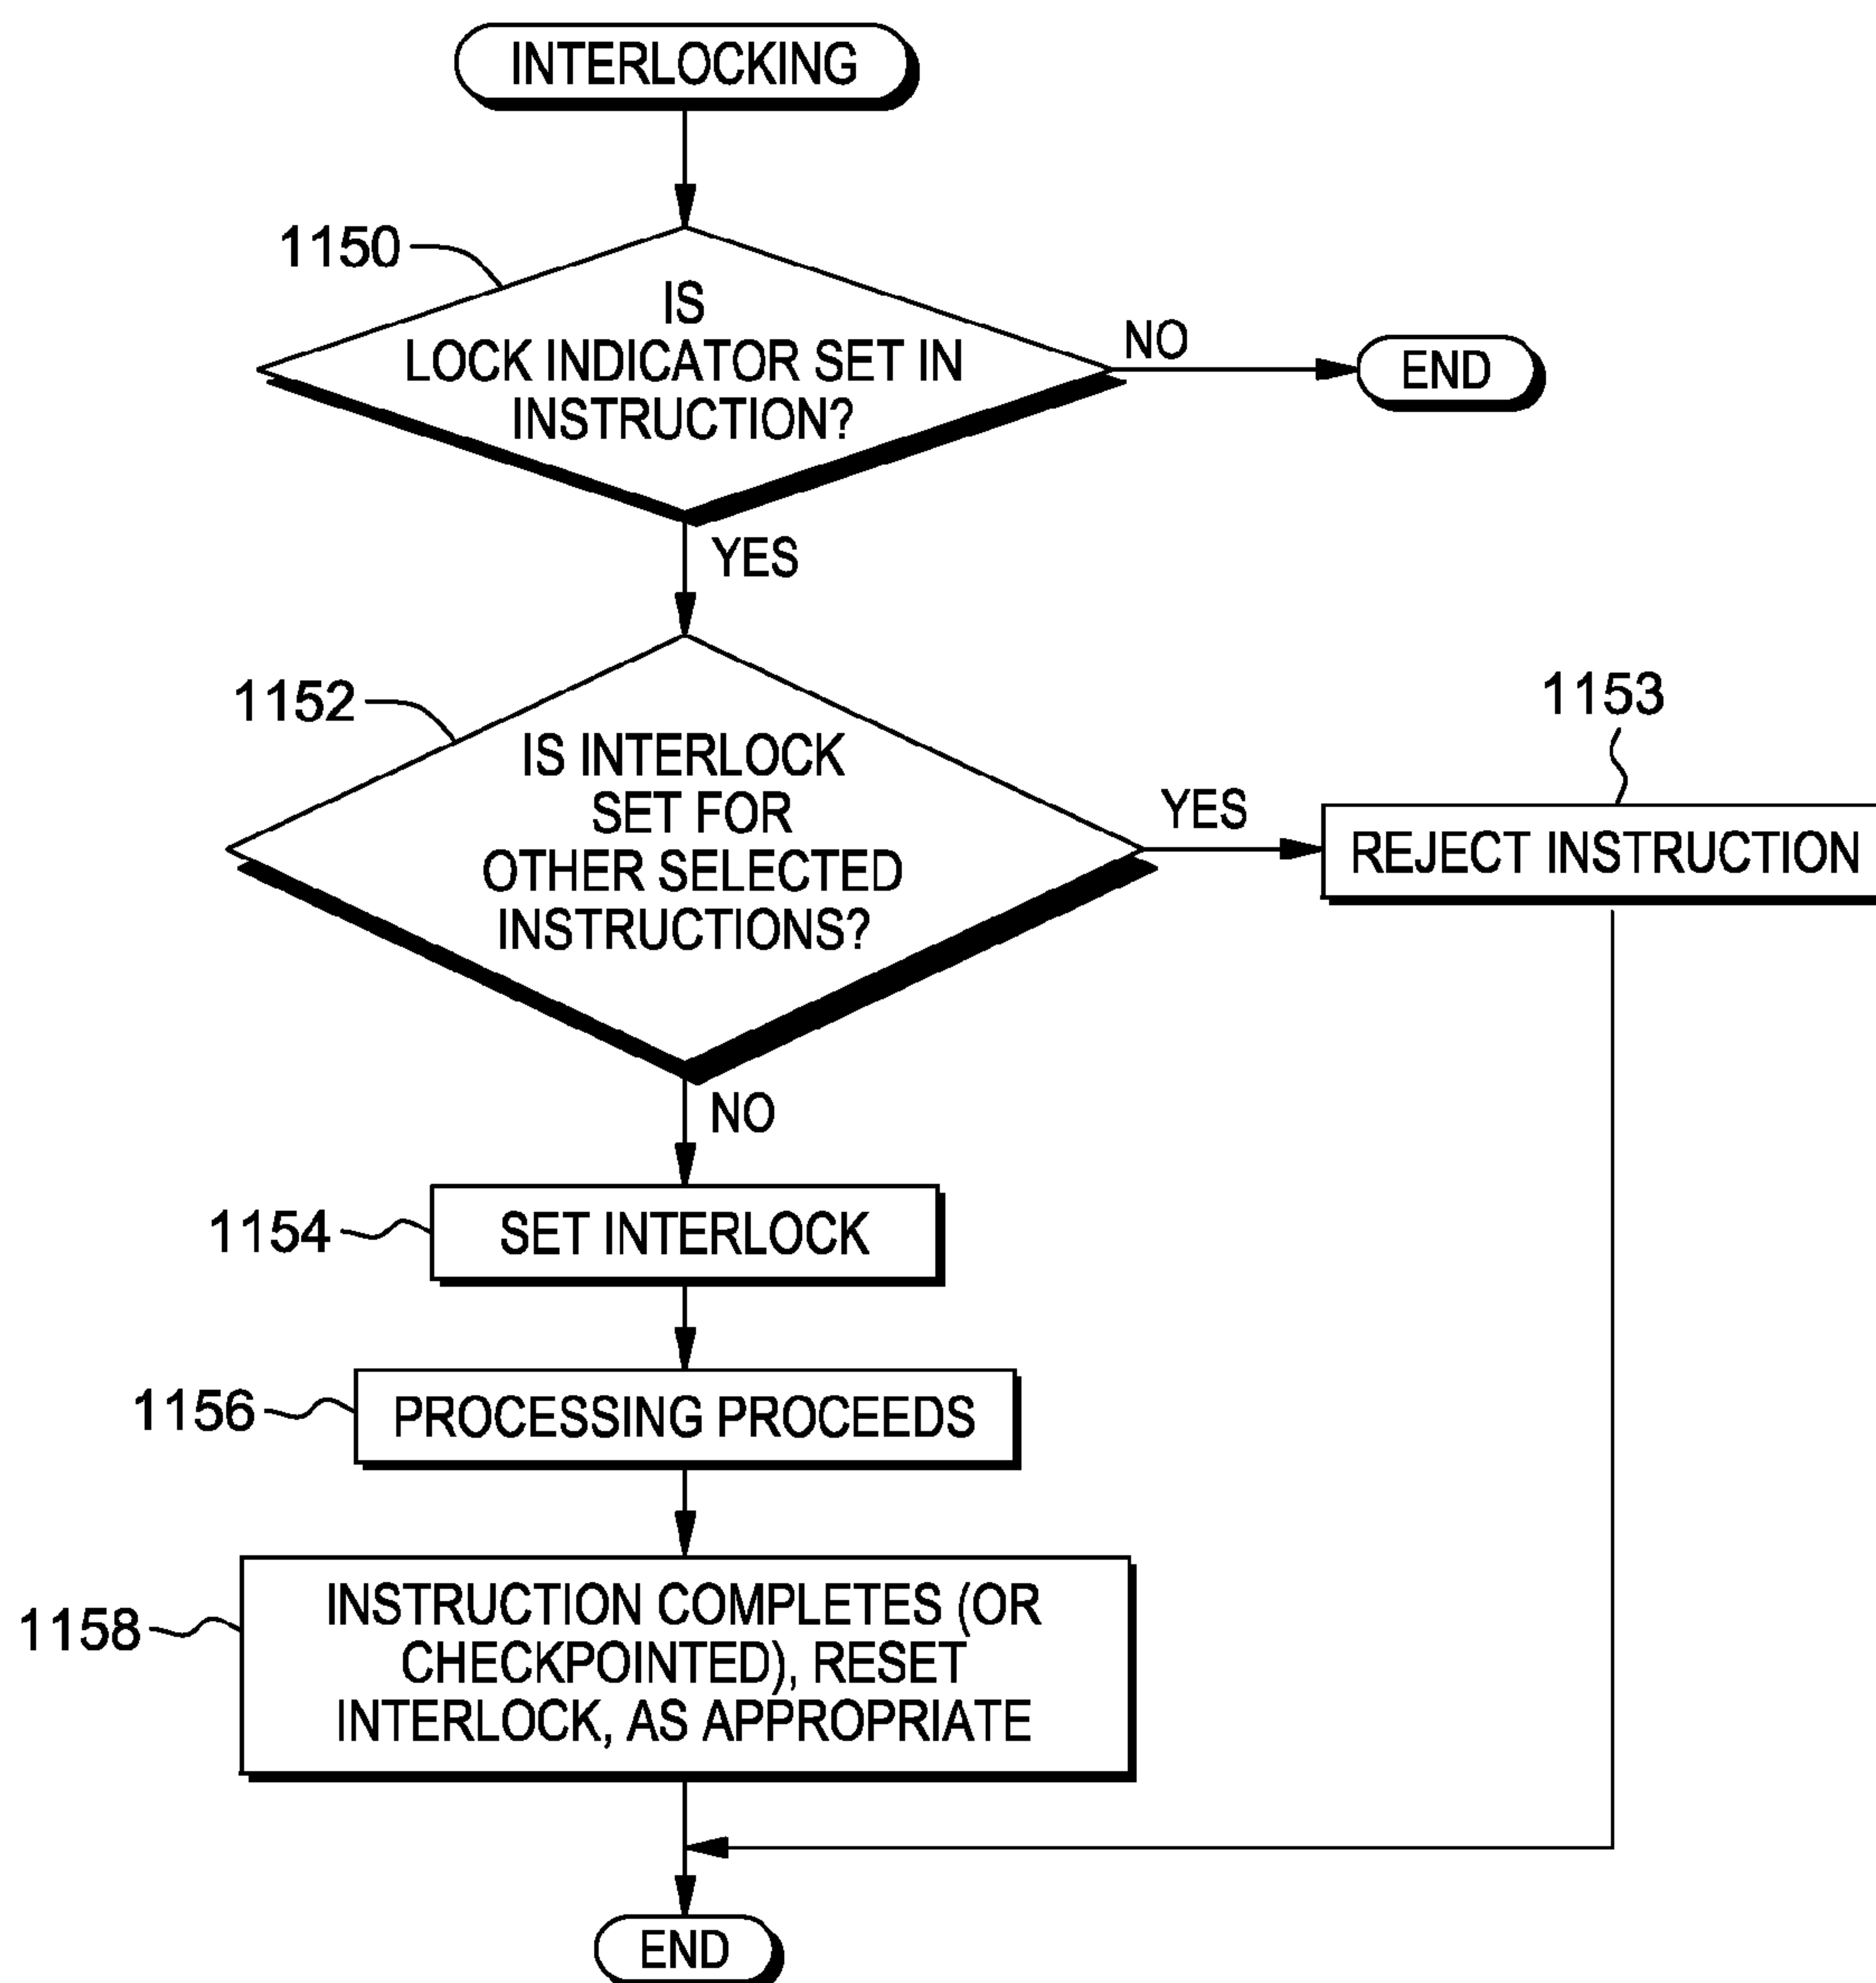 INTERLOCKING
1150
IS
LOCK INDICATOR SET IN
INSTRUCTION?
NO
END
YES
1152
IS INTERLOCK
SET FOR
OTHER SELECTED
INSTRUCTIONS?
YES
1153
REJECT INSTRUCTION
NO
1154
SET INTERLOCK
1156
PROCESSING PROCEEDS
1158
INSTRUCTION COMPLETES (OR
CHECKPOINTED), RESET
INTERLOCK, AS APPROPRIATE
END